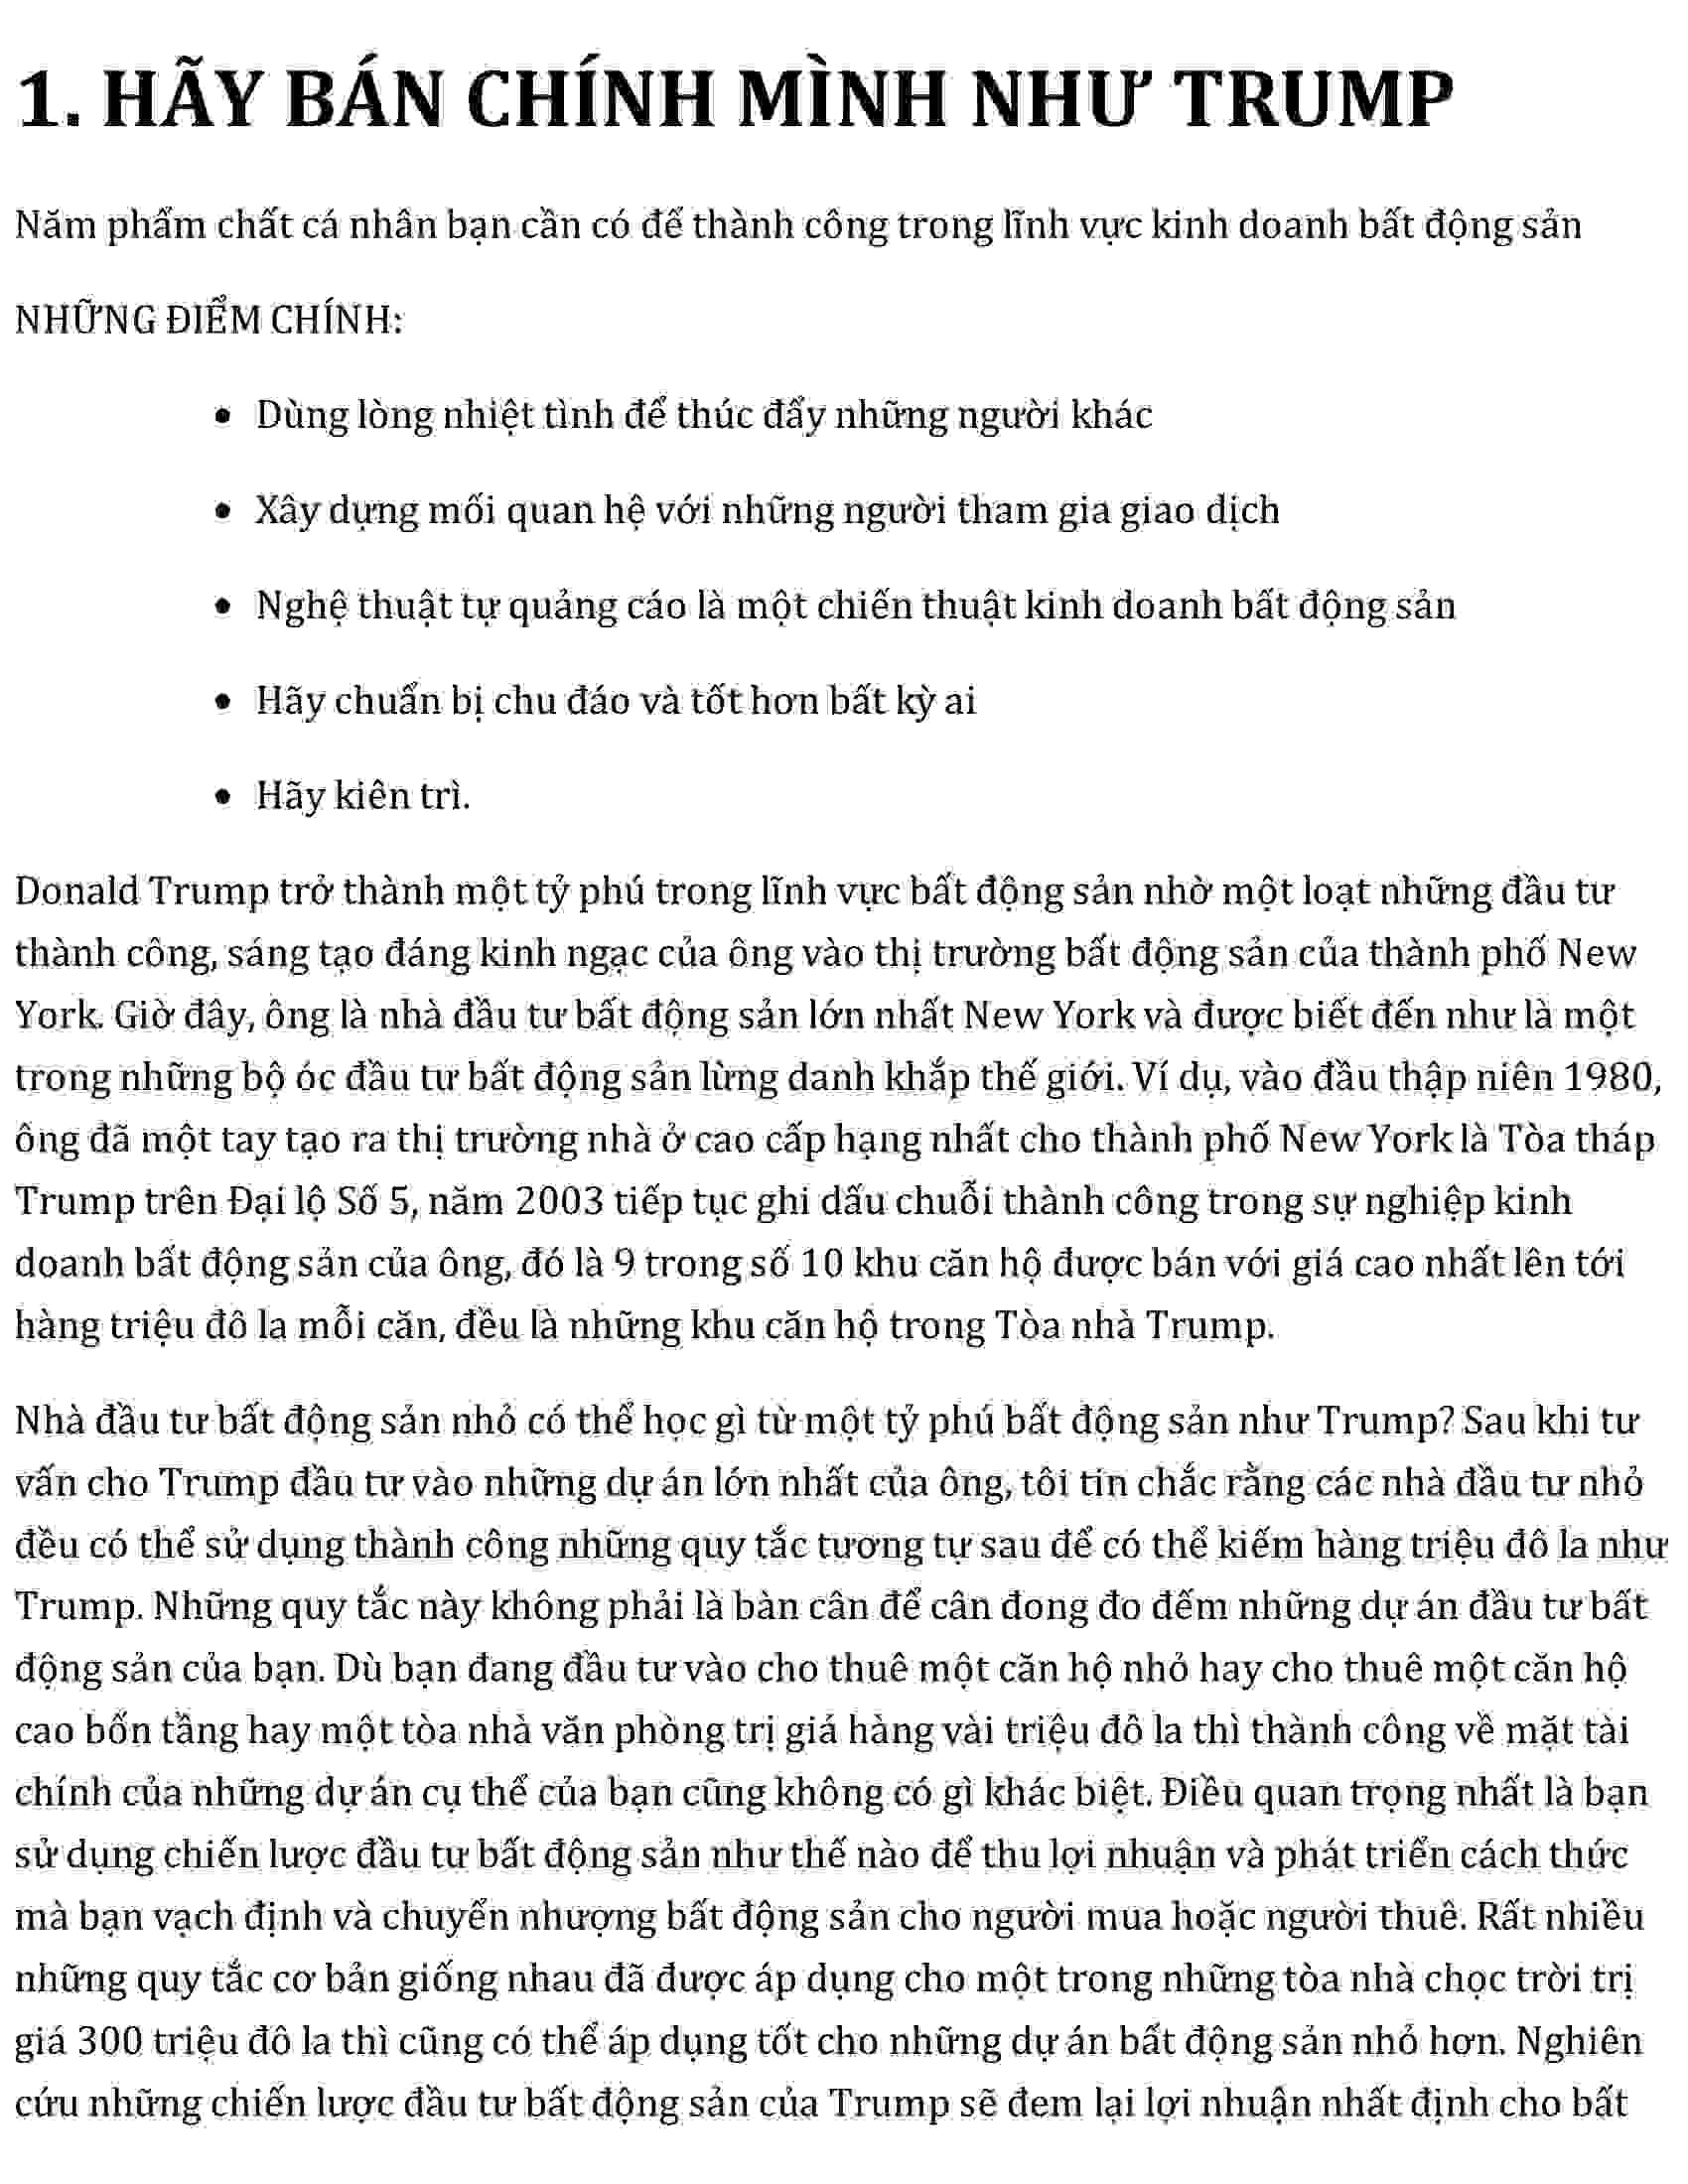 1. HÃY BÁN CHÍNH MÌNH NHƯ TRUMP
Năm phẩm chất cá nhân bạn cần có để thành công trong lĩnh vực kinh doanh bất động sản
NHỮNG ĐIỂM CHÍNH:
• Dùng lòng nhiệt tình để thúc đẩy những người khác
• Xây dựng mối quan hệ với những người tham gia giao dịch
• Nghệ thuật tự quảng cáo là một chiến thuật kinh doanh bất động sản
• Hãy chuẩn bị chu đáo và tốt hơn bất kỳ ai
• Hãy kiên trì.
Donald Trump trở thành một tỷ phú trong lĩnh vực bất động sản nhờ một loạt những đầu tư
thành công, sáng tạo đáng kinh ngạc của ông vào thị trường bất động sản của thành phố New
York. Giờ đây, ông là nhà đầu tư bất động sản lớn nhất New York và được biết đến như là một
trong những bộ óc đầu tư bất động sản lừng danh khắp thế giới. Ví dụ, vào đầu thập niên 1980,
ông đã một tay tạo ra thị trường nhà ở cao cấp hạng nhất cho thành phố New York là Tòa tháp
Trump trên Đại lộ Số 5, năm 2003 tiếp tục ghi dấu chuỗi thành công trong sự nghiệp kinh
doanh bất động sản của ông, đó là 9 trong số 10 khu căn hộ được bán với giá cao nhất lên tới
hàng triệu đô la mỗi căn, đều là những khu căn hộ trong Tòa nhà Trump.
Nhà đầu tư bất động sản nhỏ có thể học gì từ một tỷ phú bất động sản như Trump? Sau khi tư
vấn cho Trump đầu tư vào những dự án lớn nhất của ông, tôi tin chắc rằng các nhà đầu tư nhỏ
đều có thể sử dụng thành công những quy tắc tương tự sau để có thể kiếm hàng triệu đô la như
Trump. Những quy tắc này không phải là bàn cân để cân đong đo đếm những dự án đầu tư bất
động sản của bạn. Dù bạn đang đầu tư vào cho thuê một căn hộ nhỏ hay cho thuê một căn hộ
cao bốn tầng hay một tòa nhà văn phòng trị giá hàng vài triệu đô la thì thành công về mặt tài
chính của những dự án cụ thể của bạn cũng không có gì khác biệt. Điều quan trọng nhất là bạn
sử dụng chiến lược đầu tư bất động sản như thế nào để thu lợi nhuận và phát triển cách thức
mà bạn vạch định và chuyển nhượng bất động sản cho người mua hoặc người thuê. Rất nhiều
những quy tắc cơ bản giống nhau đã được áp dụng cho một trong những tòa nhà chọc trời trị
giá 300 triệu đô la thì cũng có thể áp dụng tốt cho những dự án bất động sản nhỏ hơn. Nghiên
cứu những chiến lược đầu tư bất động sản của Trump sẽ đem lại lợi nhuận nhất định cho bất